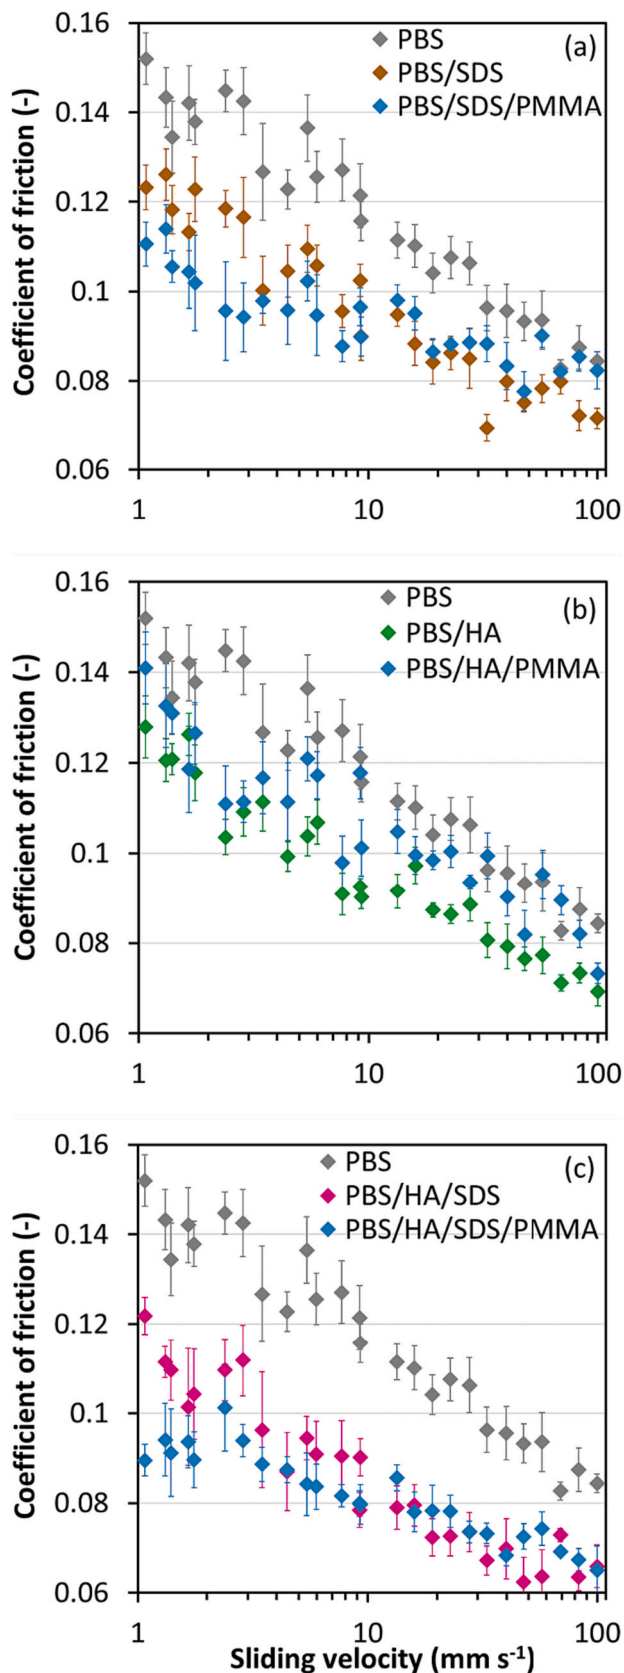 0.16
(a)
PBS
PBS/SDS
PBS/SDS/PMMA
0.14
0.12
0.1
0.08
0.06
Coefficient of friction (-)
1 10 100
0.16
(b)
PBS
PBS/HA
PBS/HA/PMMA
0.14
0.12
0.1
0.08
0.06
Coefficient of friction (-)
1 10 100
0.16
(c)
PBS
PBS/HA/SDS
PBS/HA/SDS/PMMA
0.14
0.12
0.1
0.08
0.06
Coefficient of friction (-)
1 10 100
Sliding velocity (mm s⁻¹)